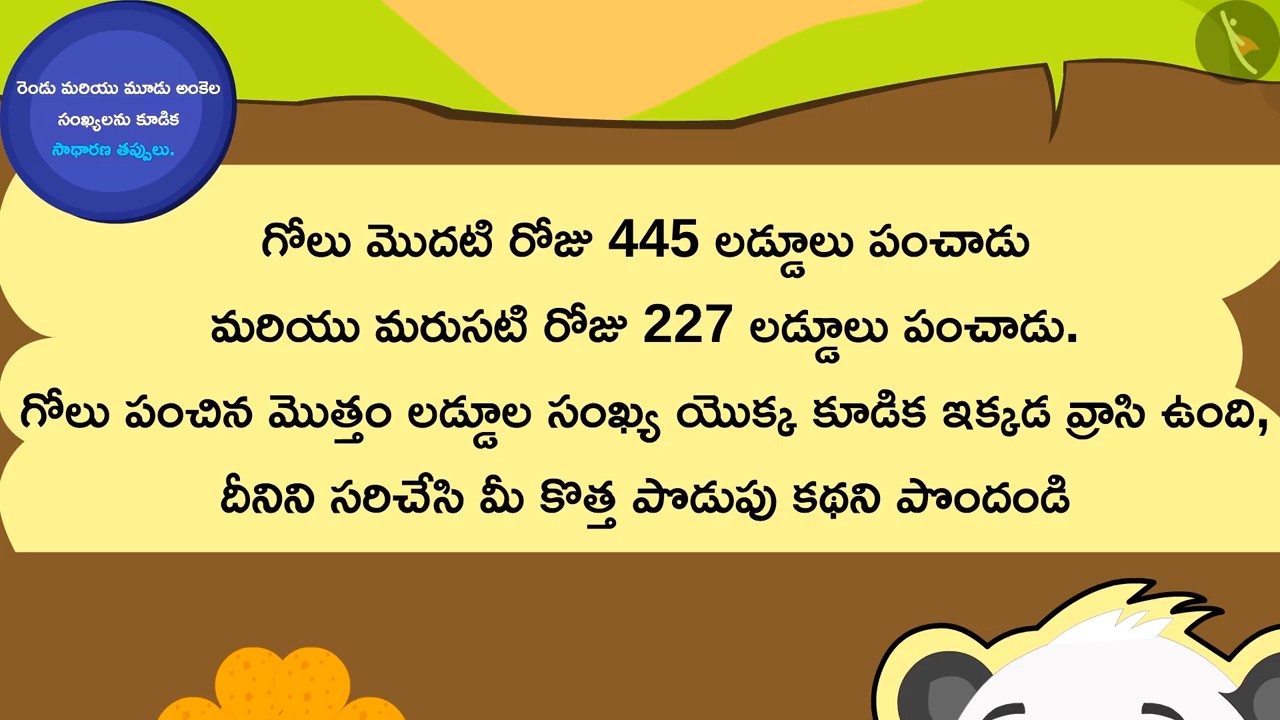 రెండు మరియు మూడు అంకెల
సంఖ్యలను కూడిక
సాధారణ తప్పులు.
గోలు మొదటి రోజు 445 లడ్డూలు పంచాడు
మరియు మరుసటి రోజు 227 లడ్డూలు పంచాడు.
గోలు పంచిన మొత్తం లడ్డూల సంఖ్య యొక్క కూడిక ఇక్కడ వ్రాసి ఉంది,
దీనిని సరిచేసి మీ కొత్త పొడుపు కథని పొందండి